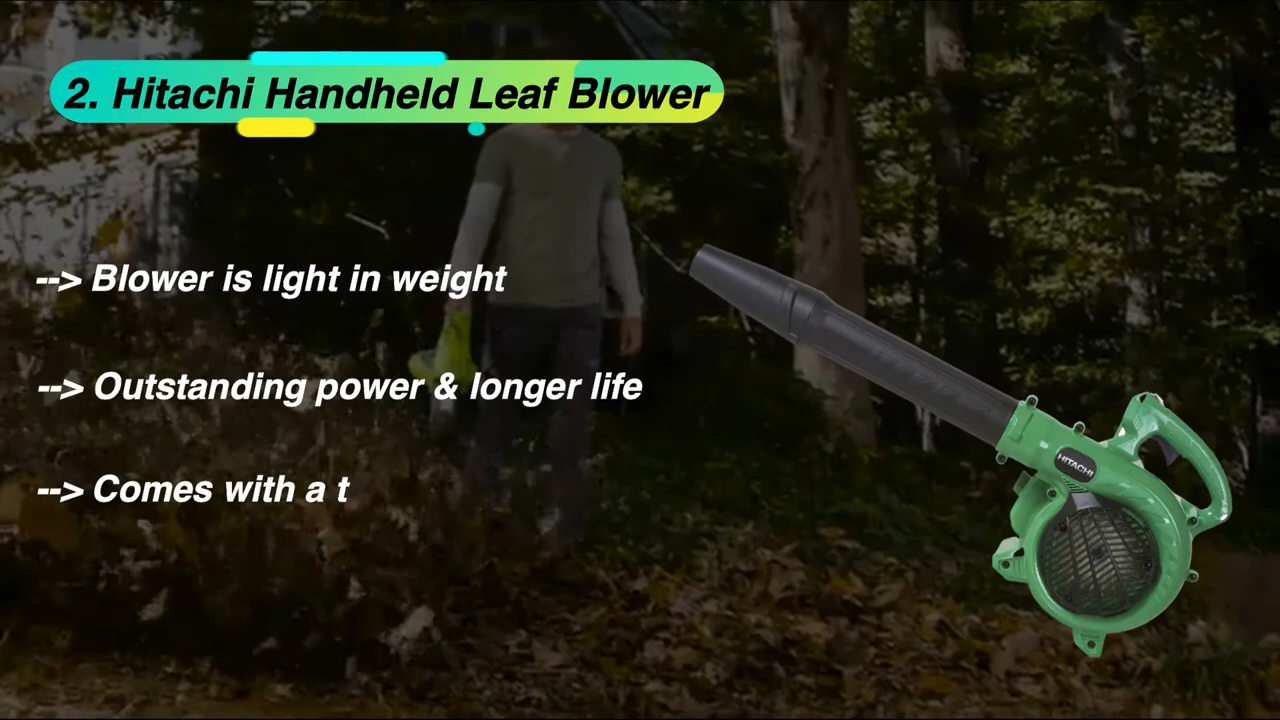 2. Hitachi Handheld Leaf Blower
--> Blower is light in weight
--> Outstanding power & longer life
--> Comes with a t
HITACHI